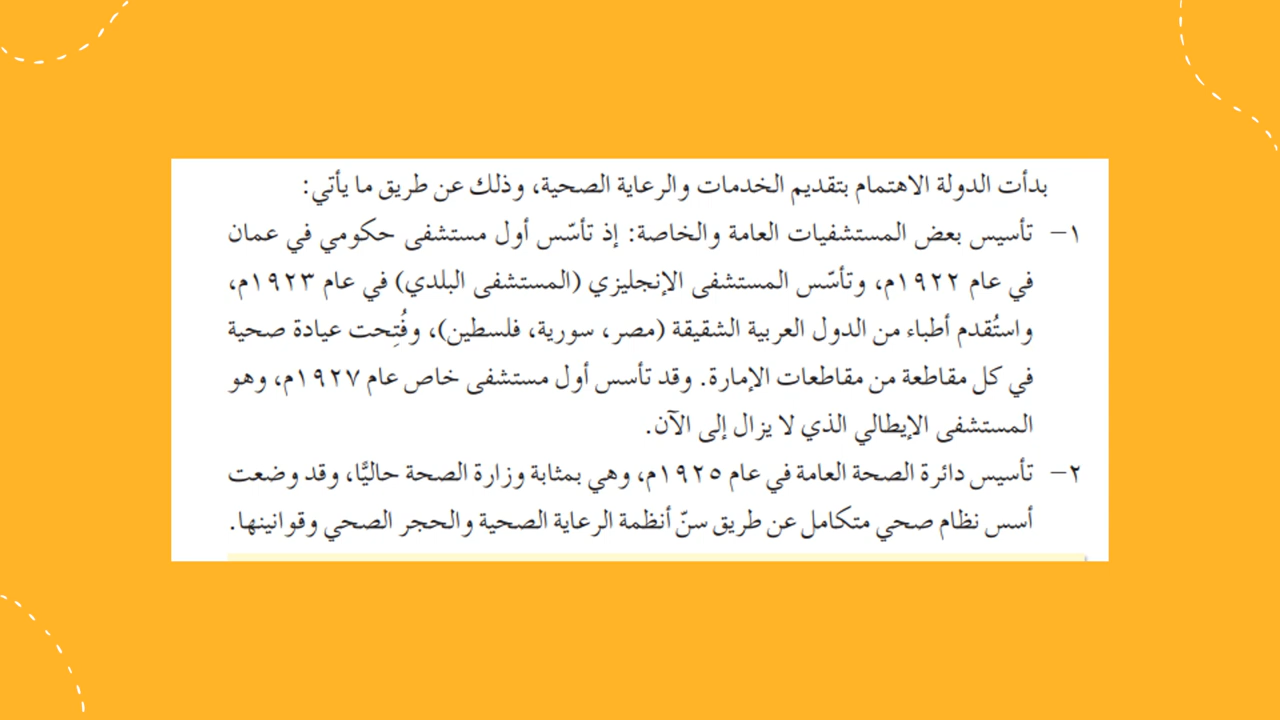 بدأت الدولة الاهتمام بتقديم الخدمات والرعاية الصحية، وذلك عن طريق ما يأتي:
١– تأسيس بعض المستشفيات العامة والخاصة: إذ تأسّس أول مستشفى حكومي في عمان
في عام ١٩٢٢م، وتأسّس المستشفى الإنجليزي (المستشفى البلدي) في عام ١٩٢٣م،
واستُقدم أطباء من الدول العربية الشقيقة (مصر، سورية، فلسطين)، وفُتِحت عيادة صحية
في كل مقاطعة من مقاطعات الإمارة. وقد تأسس أول مستشفى خاص عام ١٩٢٧م، وهو
المستشفى الإيطالي الذي لا يزال إلى الآن.
٢– تأسيس دائرة الصحة العامة في عام ١٩٢٥م، وهي بمثابة وزارة الصحة حاليًّا، وقد وضعت
أسس نظام صحي متكامل عن طريق سنّ أنظمة الرعاية الصحية والحجر الصحي وقوانينها.